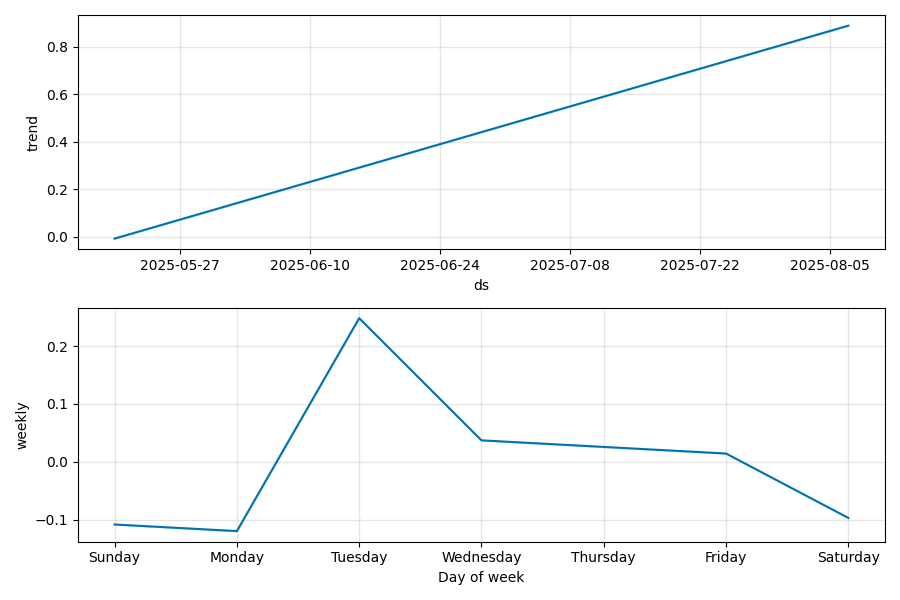 trend
0.8
0.6
0.4
0.2
0.0
2025-05-27 2025-06-10 2025-06-24 2025-07-08 2025-07-22 2025-08-05
ds
weekly
0.2
0.1
0.0
−0.1
Sunday Monday Tuesday Wednesday Thursday Friday Saturday
Day of week